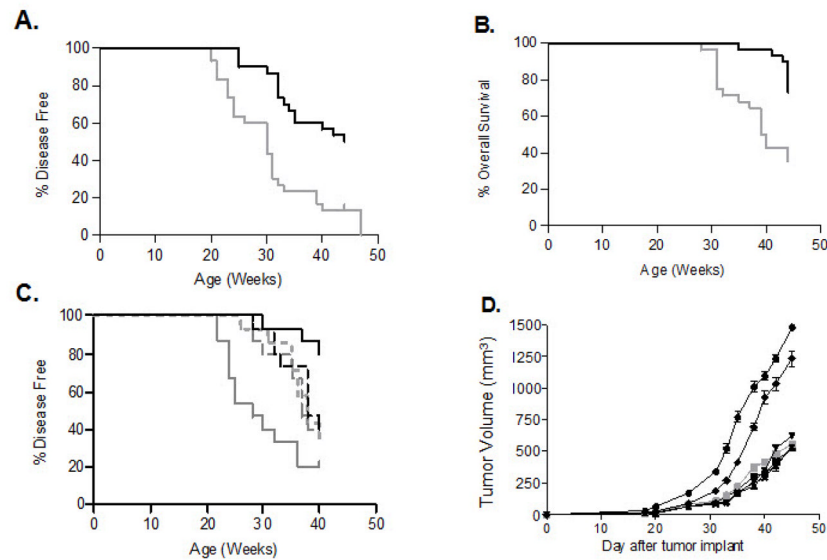 A.
100
80
60
40
20
0
% Disease Free
0 10 20 30 40 50
Age (Weeks)
B.
100
80
60
40
20
0
% Overall Survival
0 10 20 30 40 50
Age (Weeks)
C.
100
80
60
40
20
0
% Disease Free
0 10 20 30 40 50
Age (Weeks)
D.
1500
1250
1000
750
500
250
0
Tumor Volume (mm³)
0 10 20 30 40 50
Day after tumor implant